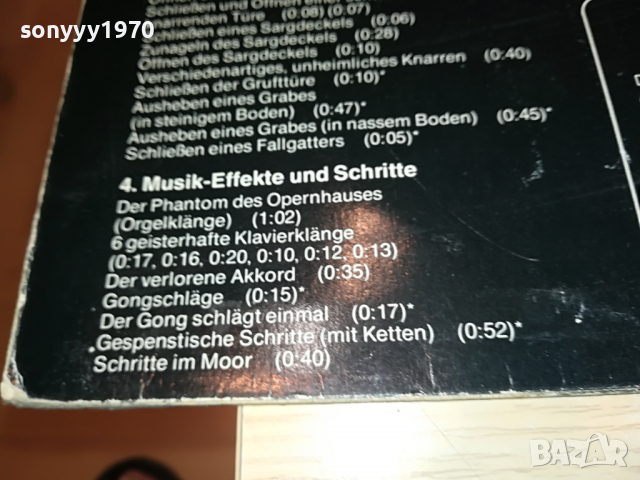 sonyyy1970
Öffnen und
Knarrenden Türe (0:08) (0:07)
Schließen eines Sargdeckels (0:06)
Zunageln des Sargdeckels (0:28)
Öffnen des Sargdeckels (0:10)
Verschiedenartiges, unheimliches Knarren (0:40)
Schließen der Grufttüre (0:10)*
Ausheben eines Grabes
(in steinigem Boden) (0:47)*
Ausheben eines Grabes (in nassem Boden) (0:45)*
Schließen eines Fallgatters (0:05)*
4. Musik-Effekte und Schritte
Der Phantom des Opernhauses
(Orgelklänge) (1:02)
6 geisterhafte Klavierklänge
(0:17, 0:16, 0:20, 0:10, 0:12, 0:13)
Der verlorene Akkord (0:35)
Gongschläge (0:15)*
Der Gong schlägt einmal (0:17)*
Gespenstische Schritte (mit Ketten) (0:52)*
Schritte im Moor (0:40)
BAZAR